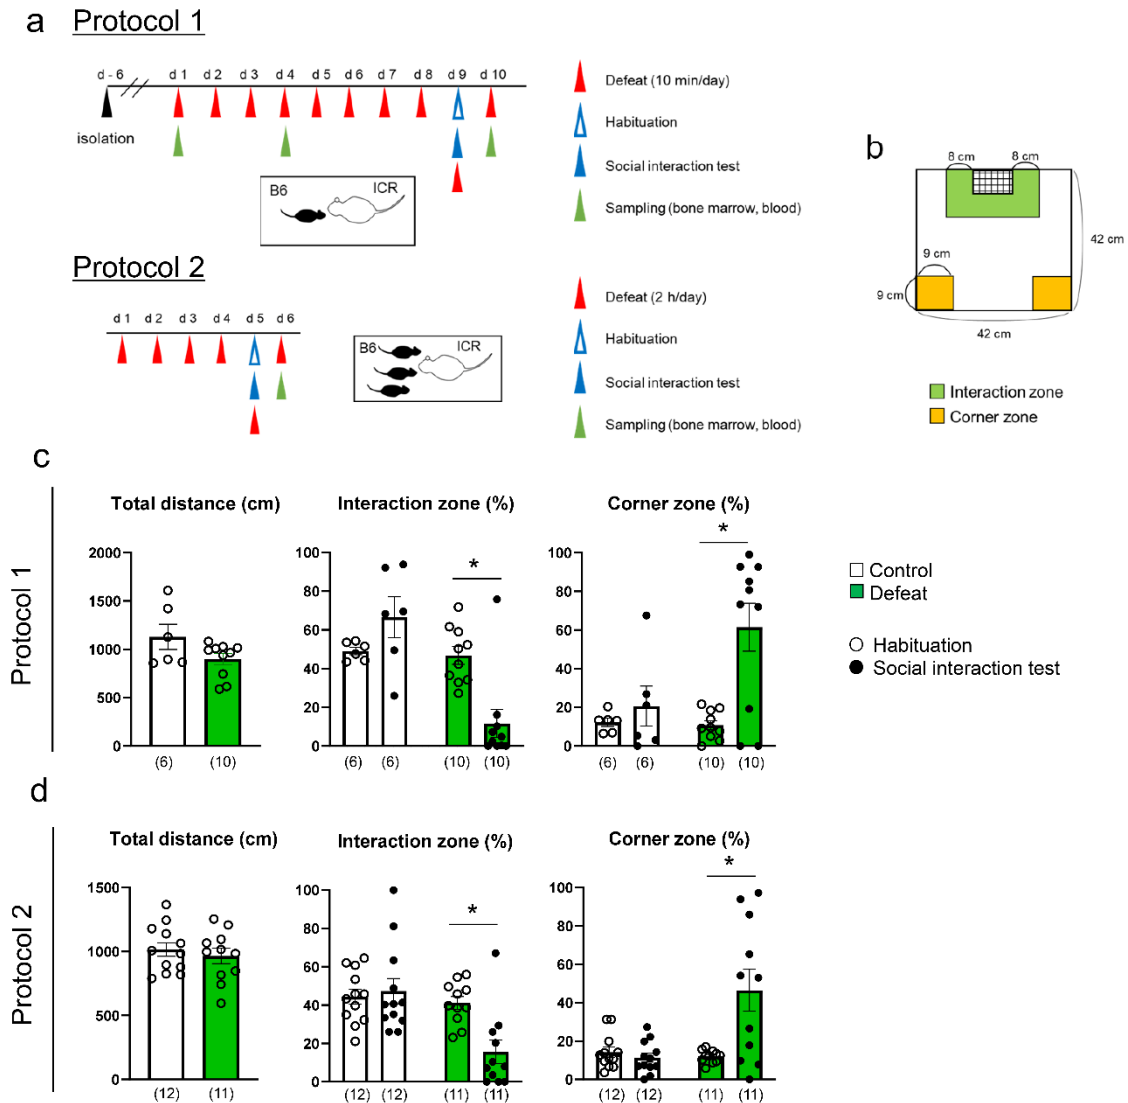 a Protocol 1
d - 6 d 1 d 2 d 3 d 4 d 5 d 6 d 7 d 8 d 9 d 10
isolation
B6 ICR
Defeat (10 min/day)
Habituation
Social interaction test
Sampling (bone marrow, blood)
b
8 cm 8 cm
42 cm
9 cm
9 cm
42 cm
Interaction zone
Corner zone
Protocol 2
d 1 d 2 d 3 d 4 d 5 d 6
B6 ICR
Defeat (2 h/day)
Habituation
Social interaction test
Sampling (bone marrow, blood)
c
Protocol 1
Total distance (cm)
2000
1500
1000
500
0
(6) (10)
Interaction zone (%)
*
100
80
60
40
20
0
(6) (6) (10) (10)
Corner zone (%)
*
100
80
60
40
20
0
(6) (6) (10) (10)
Control
Defeat
Habituation
Social interaction test
d
Protocol 2
Total distance (cm)
1500
1000
500
0
(12) (11)
Interaction zone (%)
*
100
80
60
40
20
0
(12) (12) (11) (11)
Corner zone (%)
*
100
80
60
40
20
0
(12) (12) (11) (11)